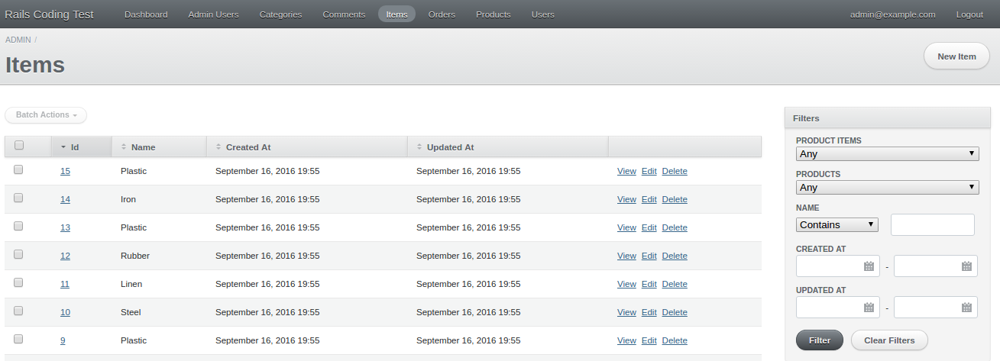 Rails Coding Test Dashboard Admin Users Categories Comments Items Orders Products Users admin@example.com Logout
ADMIN /
Items
New Item
Batch Actions
Id Name Created At Updated At
15 Plastic September 16, 2016 19:55 September 16, 2016 19:55 View Edit Delete
14 Iron September 16, 2016 19:55 September 16, 2016 19:55 View Edit Delete
13 Plastic September 16, 2016 19:55 September 16, 2016 19:55 View Edit Delete
12 Rubber September 16, 2016 19:55 September 16, 2016 19:55 View Edit Delete
11 Linen September 16, 2016 19:55 September 16, 2016 19:55 View Edit Delete
10 Steel September 16, 2016 19:55 September 16, 2016 19:55 View Edit Delete
9 Plastic September 16, 2016 19:55 September 16, 2016 19:55 View Edit Delete
Filters
PRODUCT ITEMS
Any
PRODUCTS
Any
NAME
Contains
CREATED AT
-
UPDATED AT
-
Filter Clear Filters